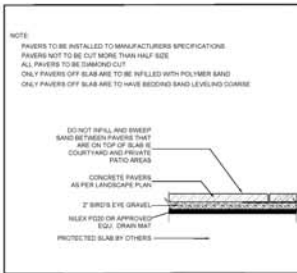 NOTE:
PAVERS TO BE INSTALLED TO MANUFACTURERS SPECIFICATIONS
PAVERS NOT TO BE CUT MORE THAN HALF SIZE
ALL PAVERS TO BE DIAMOND CUT
ONLY PAVERS OFF SLAB ARE TO BE INFILLED WITH POLYMER SAND
ONLY PAVERS OFF SLAB ARE TO HAVE BEDDING SAND LEVELING COARSE
DO NOT INFILL AND SWEEP
SAND BETWEEN PAVERS THAT
ARE ON TOP OF SLAB IE
COURTYARD AND PRIVATE
PATIO AREAS
CONCRETE PAVERS
AS PER LANDSCAPE PLAN
2" BIRD'S EYE GRAVEL
NILEX PD20 OR APPROVED
EQU. DRAIN MAT
PROTECTED SLAB BY OTHERS